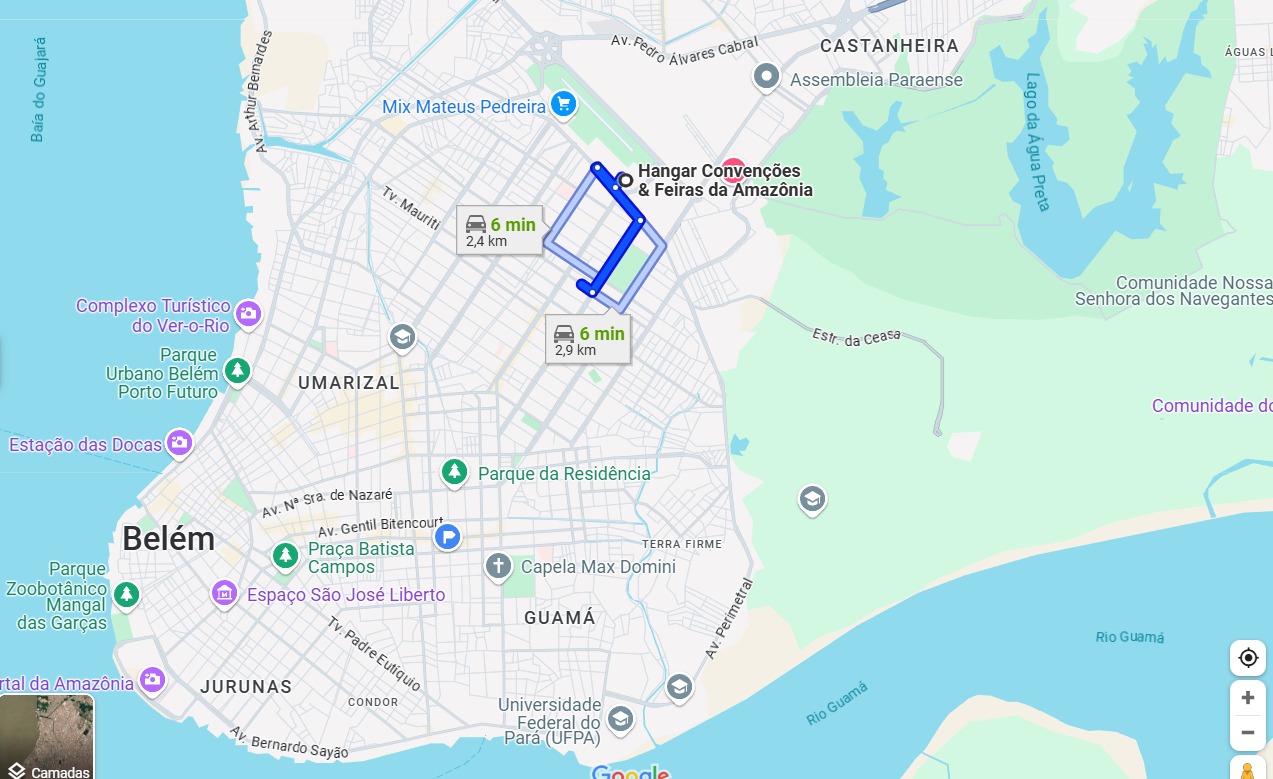 Baía do Guajará
Av. Arthur Bernardes
Av. Pedro Álvares Cabral
CASTANHEIRA
Assembleia Paraense
Mix Mateus Pedreira
Lago da Água Preta
Hangar Convenções
& Feiras da Amazônia
Tv. Mauriti
6 min
2,4 km
6 min
2,9 km
Comunidade Nossa
Senhora dos Navegantes
Estr. da Ceasa
Complexo Turístico
do Ver-o-Rio
Parque
Urbano Belém
Porto Futuro
UMARIZAL
Estação das Docas
Parque da Residência
Av. Nª Sra. de Nazaré
Av. Gentil Bitencourt
Belém
TERRA FIRME
Praça Batista
Campos
Capela Max Domini
Parque
Zoobotânico
Mangal
das Garças
Espaço São José Liberto
GUAMÁ
Av. Perimetral
Rio Guamá
Tv. Padre Eutíquio
rtal da Amazônia
JURUNAS
CONDOR
Universidade
Federal do
Pará (UFPA)
Rio Guamá
Av. Bernardo Sayão
Camadas
Google